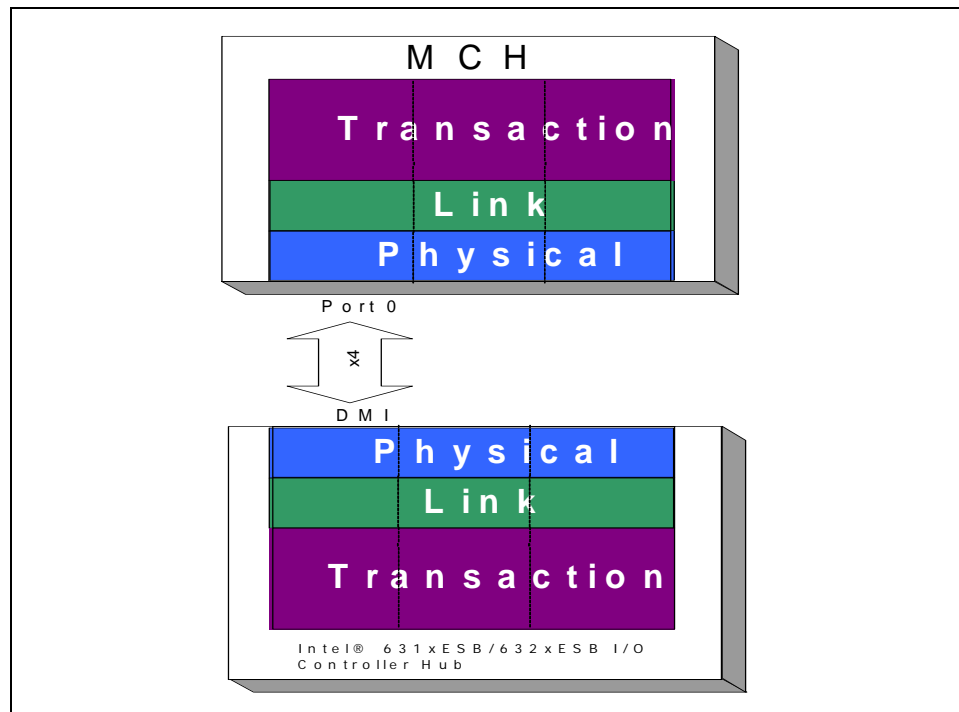 MCH
Transaction
Link
Physical
Port 0
x4
DMI
Physical
Link
Transaction
Intel® 631xESB/632xESB I/O
Controller Hub